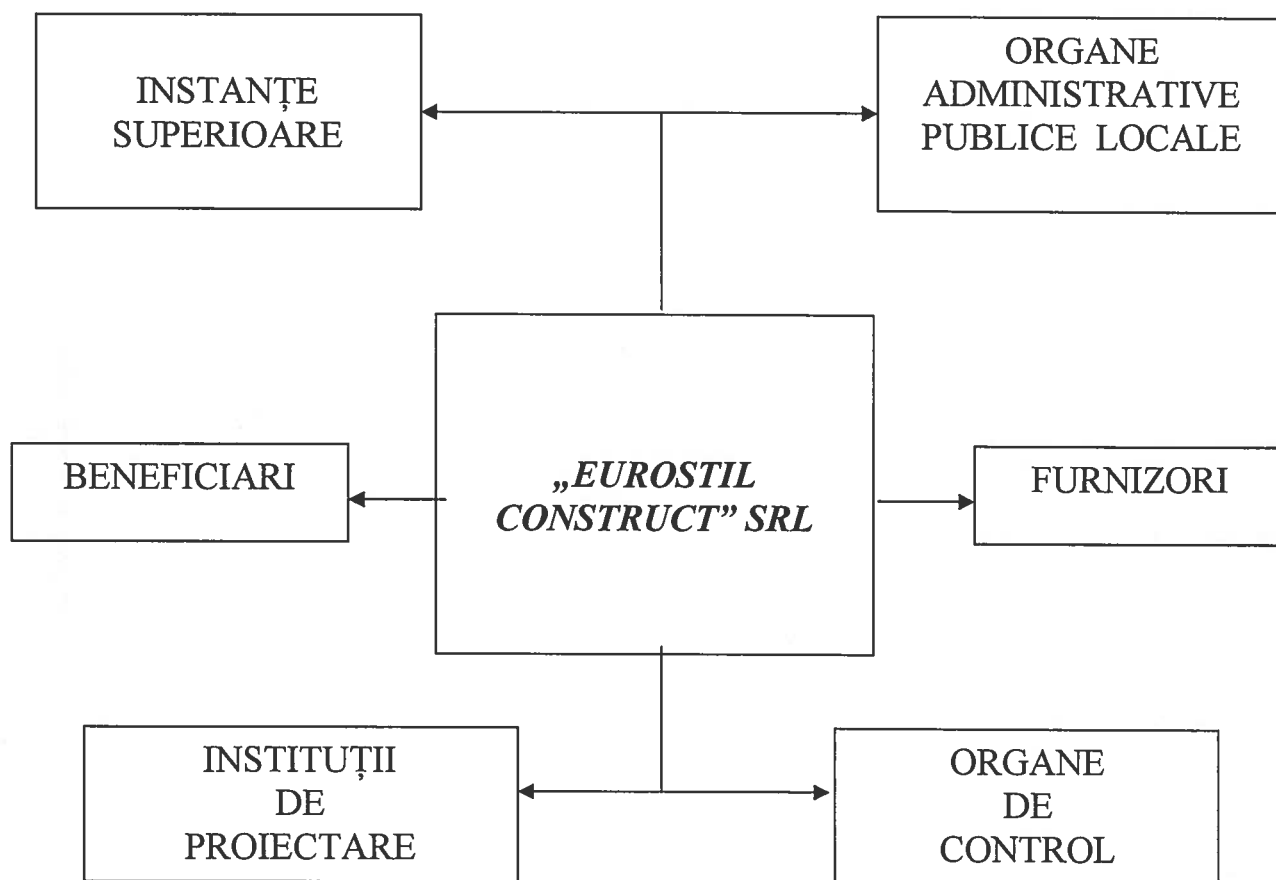 INSTANȚE
SUPERIOARE
ORGANE
ADMINISTRATIVE
PUBLICE LOCALE
BENEFICIARI
„EUROSTIL
CONSTRUCT” SRL
FURNIZORI
INSTITUȚII
DE
PROIECTARE
ORGANE
DE
CONTROL